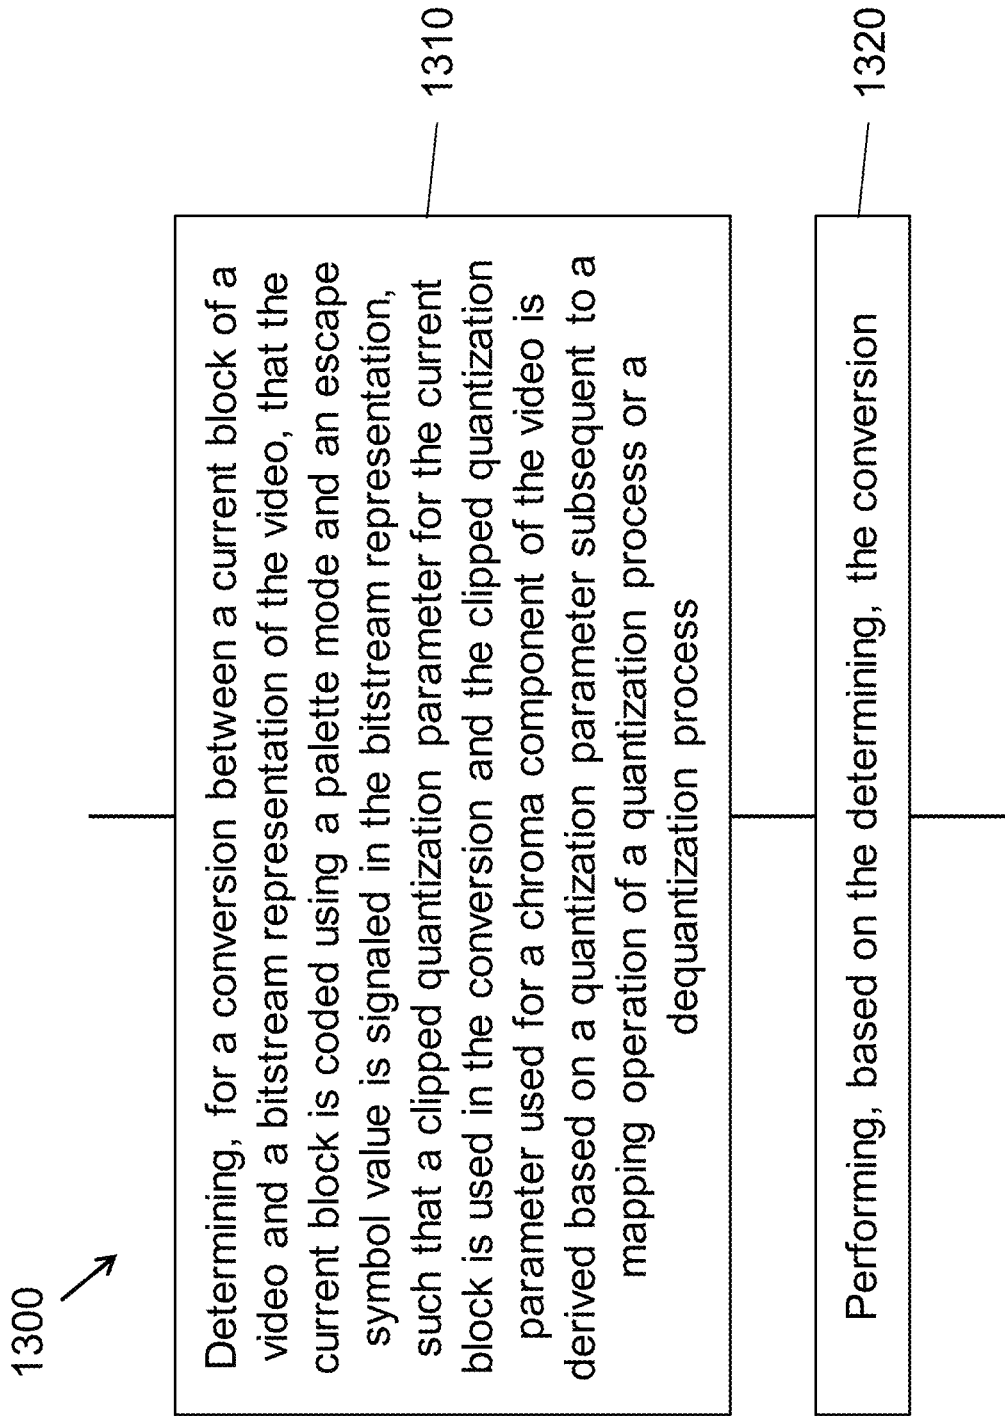 1300
Determining, for a conversion between a current block of a
video and a bitstream representation of the video, that the
current block is coded using a palette mode and an escape
symbol value is signaled in the bitstream representation,
such that a clipped quantization parameter for the current
block is used in the conversion and the clipped quantization
parameter used for a chroma component of the video is
derived based on a quantization parameter subsequent to a
mapping operation of a quantization process or a
dequantization process
1310
Performing, based on the determining, the conversion
1320